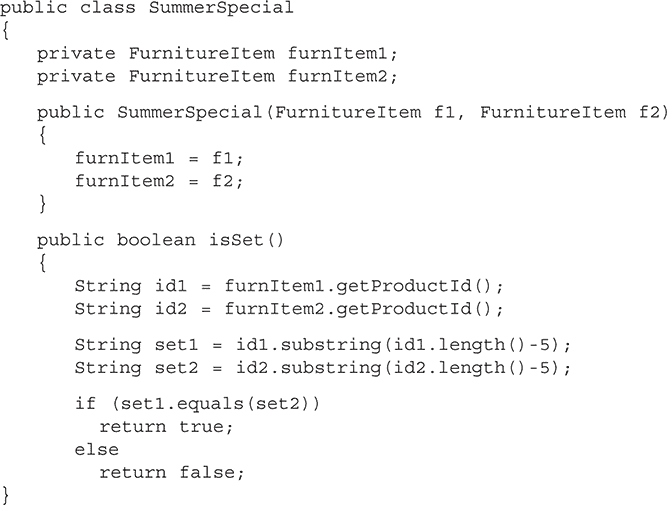 public class SummerSpecial
{
private FurnitureItem furnItem1;
private FurnitureItem furnItem2;
public SummerSpecial(FurnitureItem f1, FurnitureItem f2)
{
furnItem1 = f1;
furnItem2 = f2;
}
public boolean isSet()
{
String id1 = furnItem1.getProductId();
String id2 = furnItem2.getProductId();
String set1 = id1.substring(id1.length()-5);
String set2 = id2.substring(id2.length()-5);
if (set1.equals(set2))
return true;
else
return false;
}